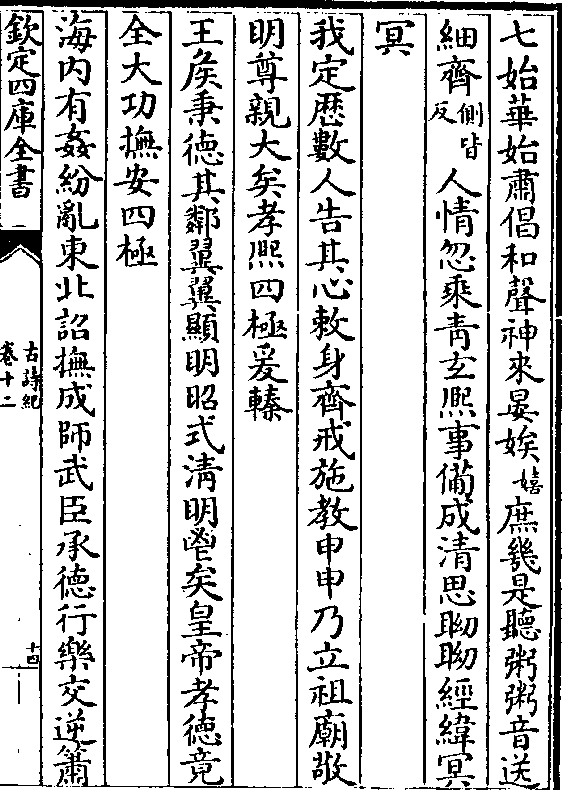 七始華始肅倡和聲神來晏娭嬉庶幾是聽粥粥音送
細齊側皆反人情忽乘青玄熙事備成清思眑眑經緯冥
冥
我定歴數人告其心敕身齊戒施教申申乃立祖廟敬
明尊親大矣孝熙四極爰轃
王矦秉德其鄰翼翼顯明昭式清明鬯矣皇帝孝德竟
全大功撫安四極
海内有姦紛亂東北詔撫成師武臣承德行樂交逆簫
欽定四庫全書
古詩紀
卷十二
十四